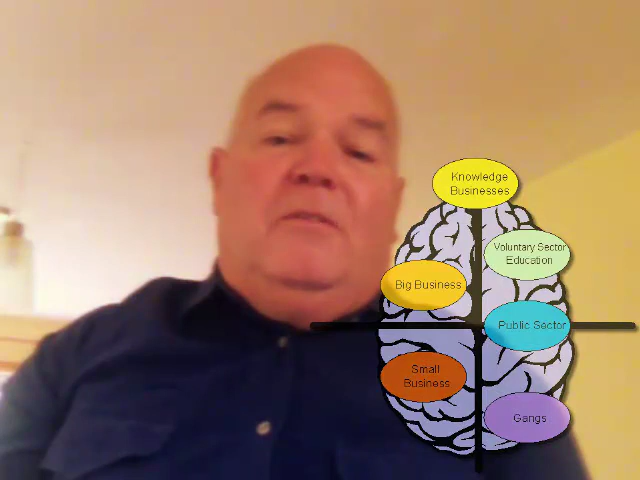 Knowledge
Businesses
Voluntary Sector
Education
Big Business
Public Sector
Small
Business
Gangs